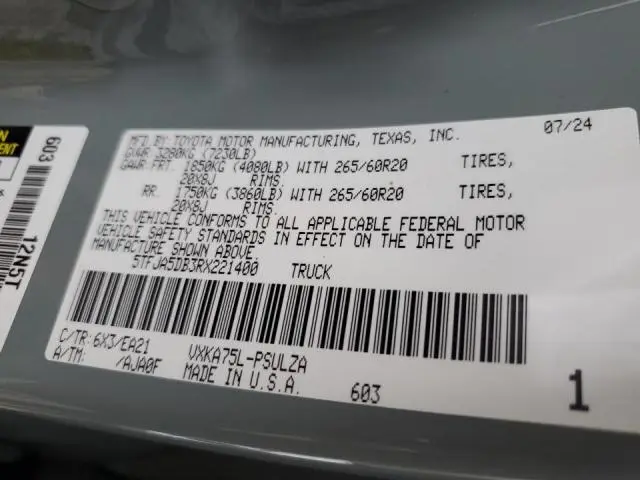 MFD. BY: TOYOTA MOTOR MANUFACTURING, TEXAS, INC. 07/24
GVWR 3280KG (7230LB)
GAWR FRT. 1850KG (4080LB) WITH 265/60R20 TIRES,
20X8J RIMS.
RR. 1750KG (3860LB) WITH 265/60R20 TIRES,
20X8J RIMS.
THIS VEHICLE CONFORMS TO ALL APPLICABLE FEDERAL MOTOR
VEHICLE SAFETY STANDARDS IN EFFECT ON THE DATE OF
MANUFACTURE SHOWN ABOVE.
5TFJA5DB3RX221400 TRUCK
C/TR: 6X3/EA21 VXKA75L-PSULZA
A/TM: /AJA0F MADE IN U.S.A. 603 1
603
12N5T